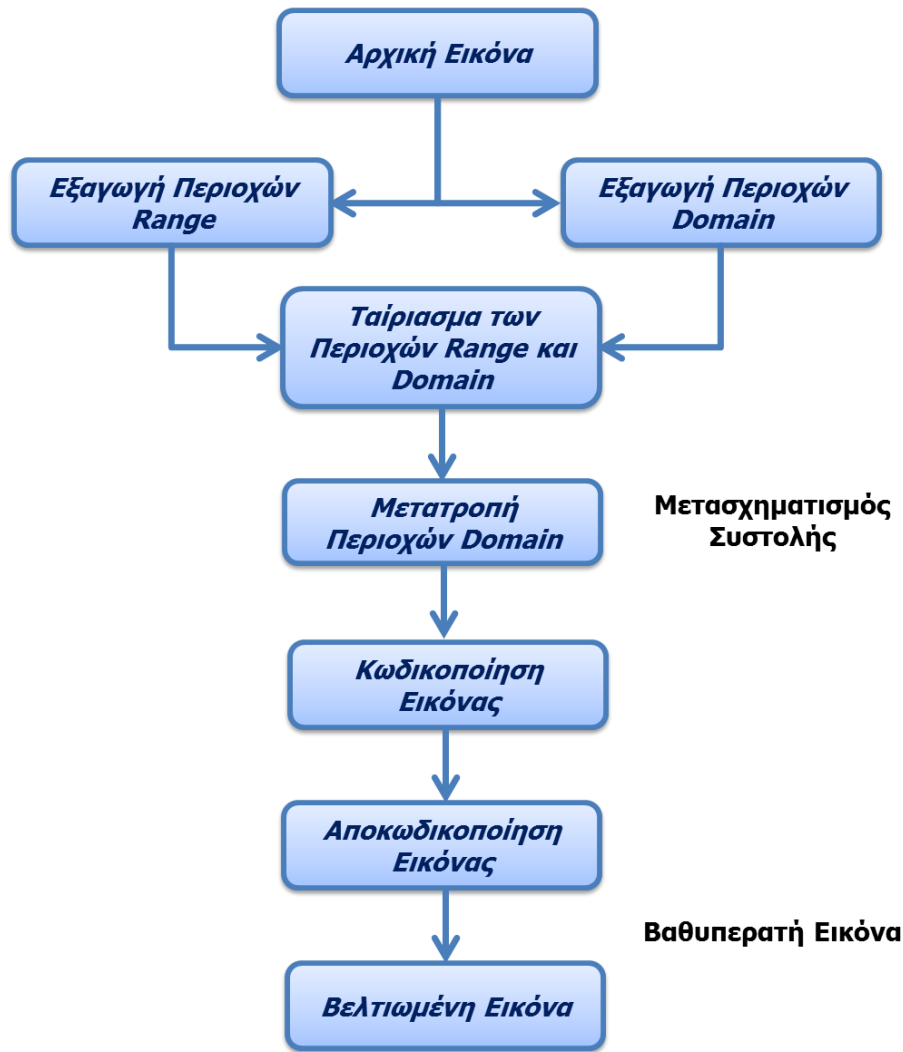 Αρχική Εικόνα
Εξαγωγή Περιοχών
Range
Εξαγωγή Περιοχών
Domain
Ταίριασμα των
Περιοχών Range και
Domain
Μετατροπή
Περιοχών Domain
Μετασχηματισμός
Συστολής
Κωδικοποίηση
Εικόνας
Αποκωδικοποίηση
Εικόνας
Βαθυπερατή Εικόνα
Βελτιωμένη Εικόνα